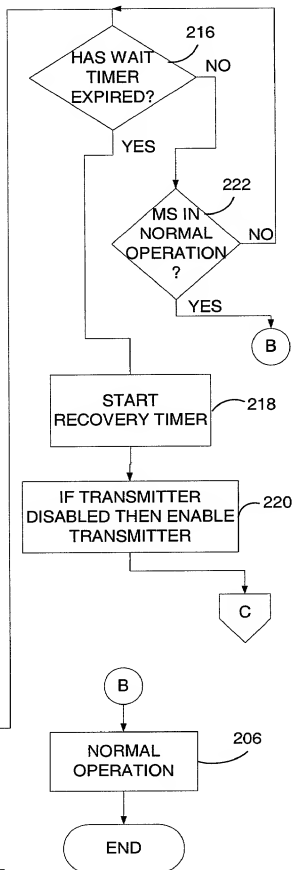 216
HAS WAIT
TIMER
EXPIRED?
NO
YES
222
MS IN
NORMAL
OPERATION
?
NO
YES
B
START
RECOVERY TIMER
218
IF TRANSMITTER
DISABLED THEN ENABLE
TRANSMITTER
220
C
B
NORMAL
OPERATION
206
END